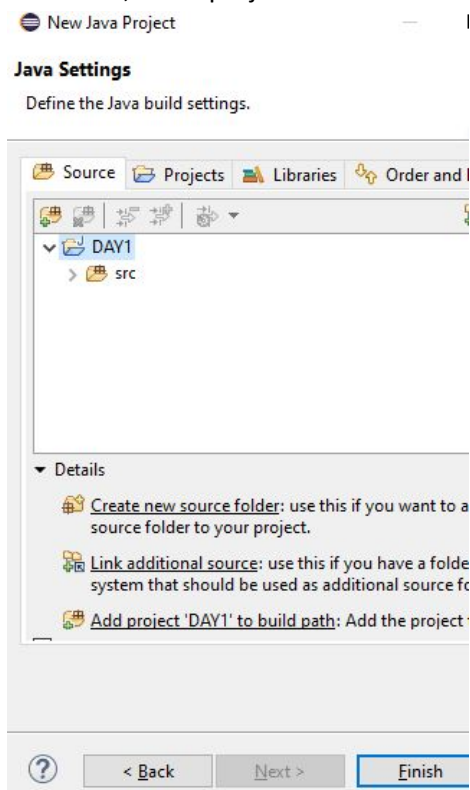 New Java Project
Java Settings
Define the Java build settings.
Source Projects Libraries Order and
DAY1
src
Details
Create new source folder: use this if you want to
source folder to your project.
Link additional source: use this if you have a
system that should be used as additional source
Add project 'DAY1' to build path: Add the project
? < Back Next > Finish